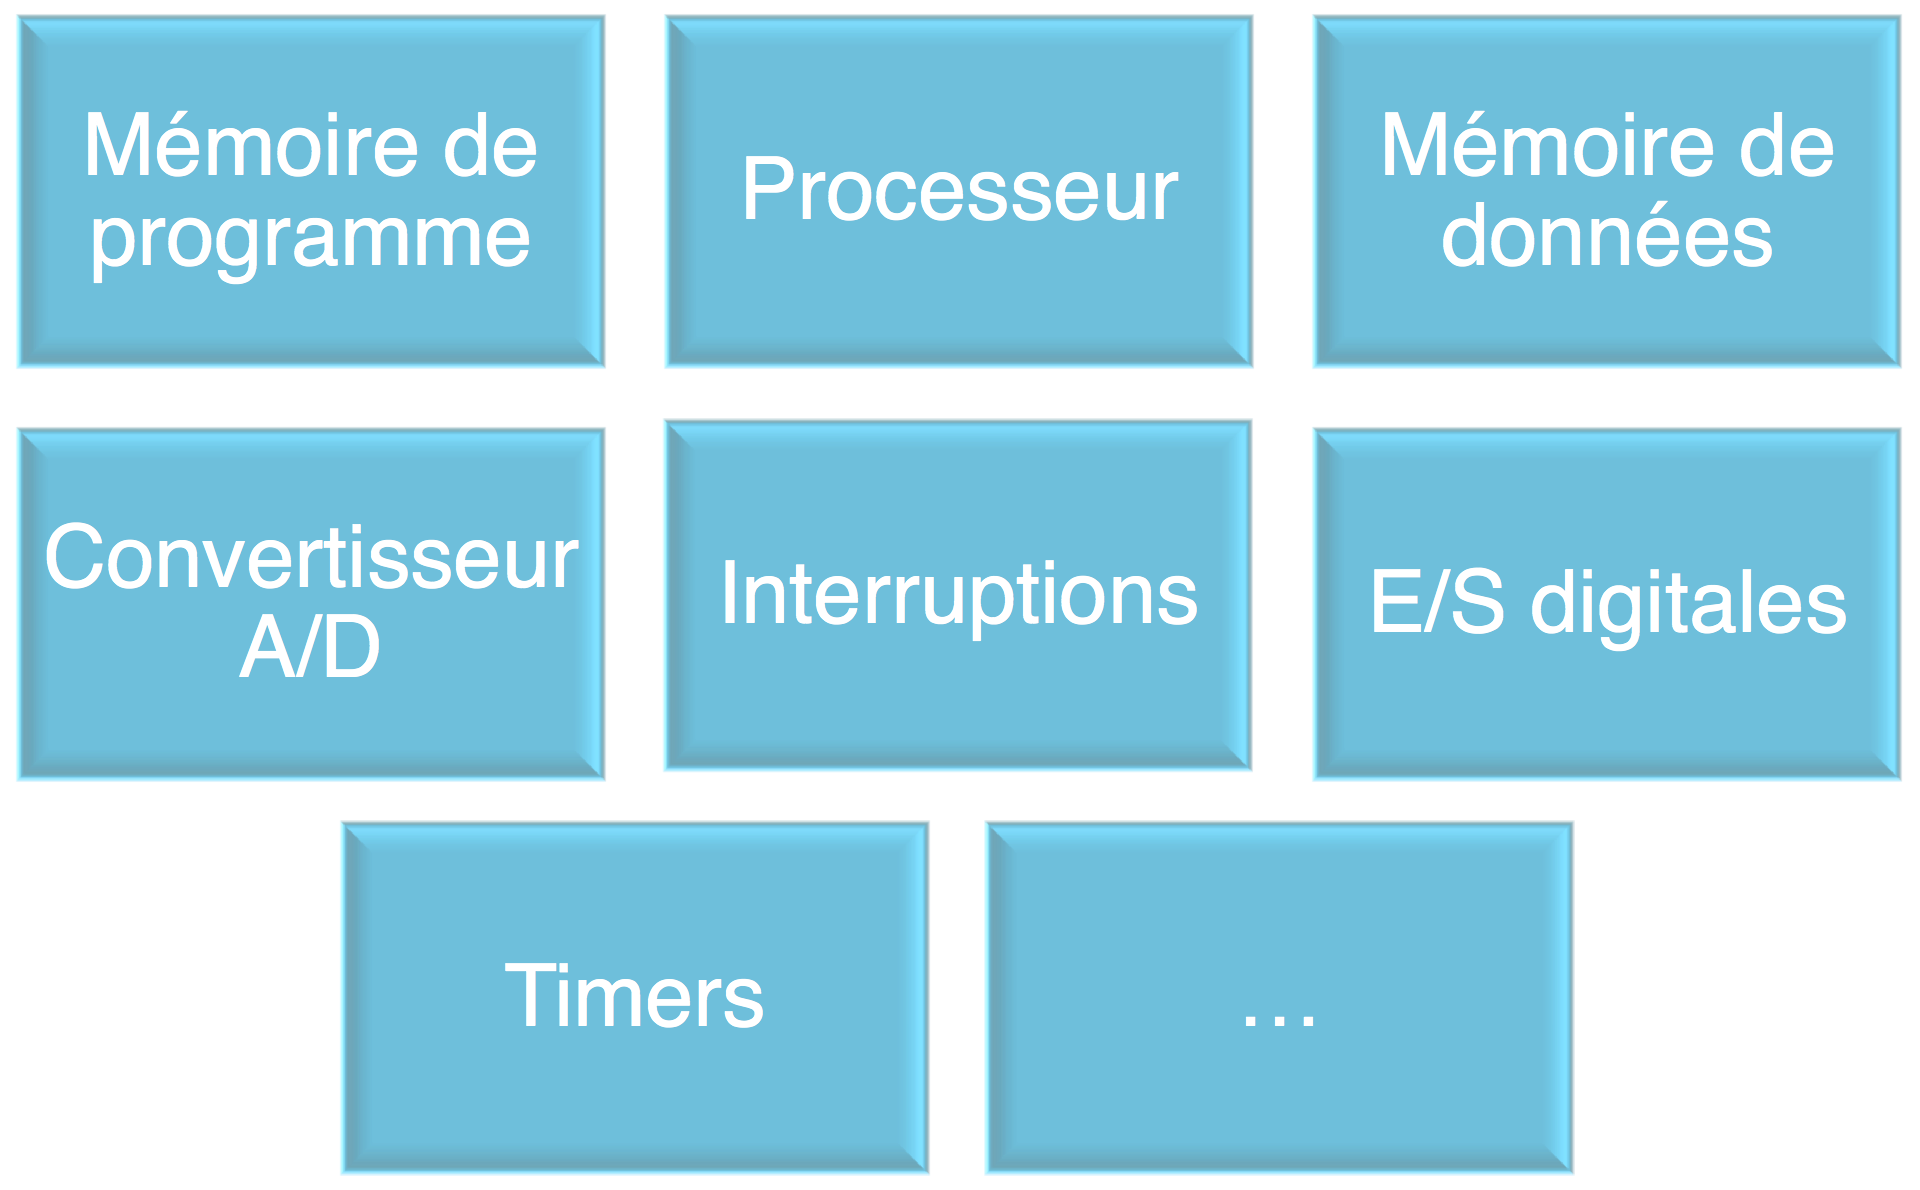 Mémoire de
programme
Processeur
Mémoire de
données
Convertisseur
A/D
Interruptions
E/S digitales
Timers
…